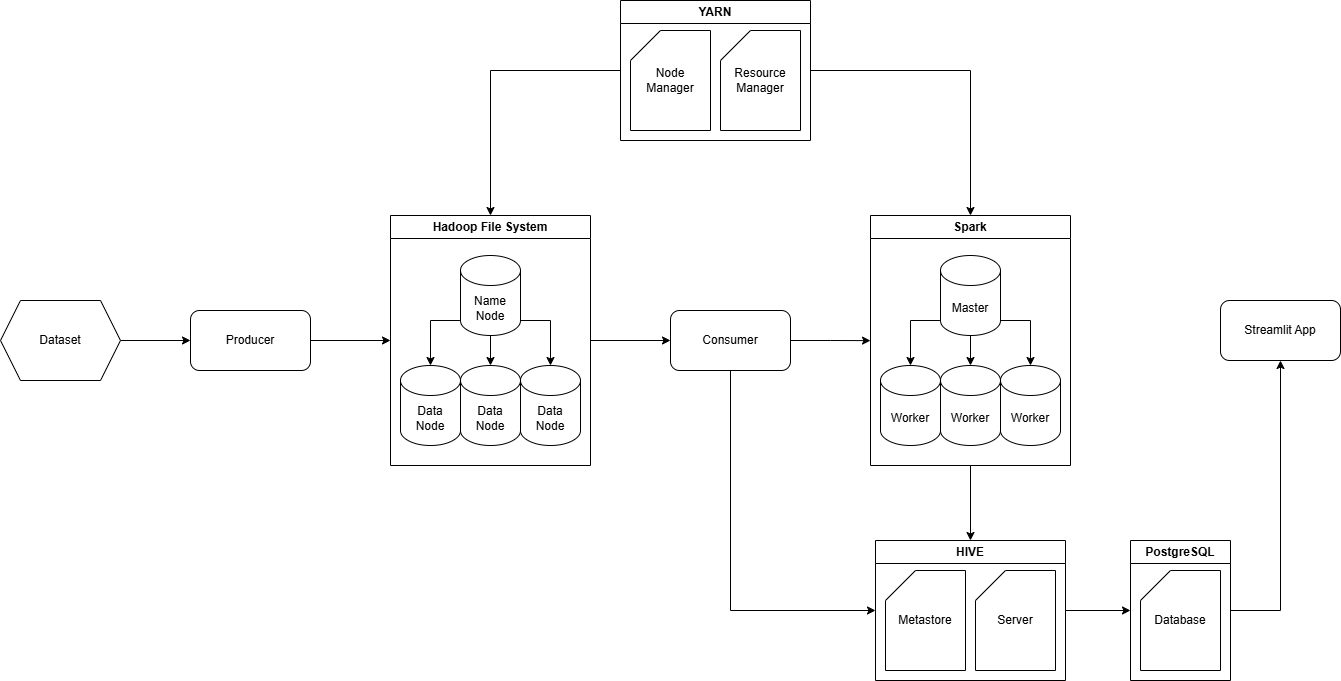 YARN
Node
Manager
Resource
Manager
Hadoop File System
Name
Node
Data
Node
Data
Node
Data
Node
Spark
Master
Worker
Worker
Worker
Dataset
Producer
Consumer
Streamlit App
HIVE
Metastore
Server
PostgreSQL
Database